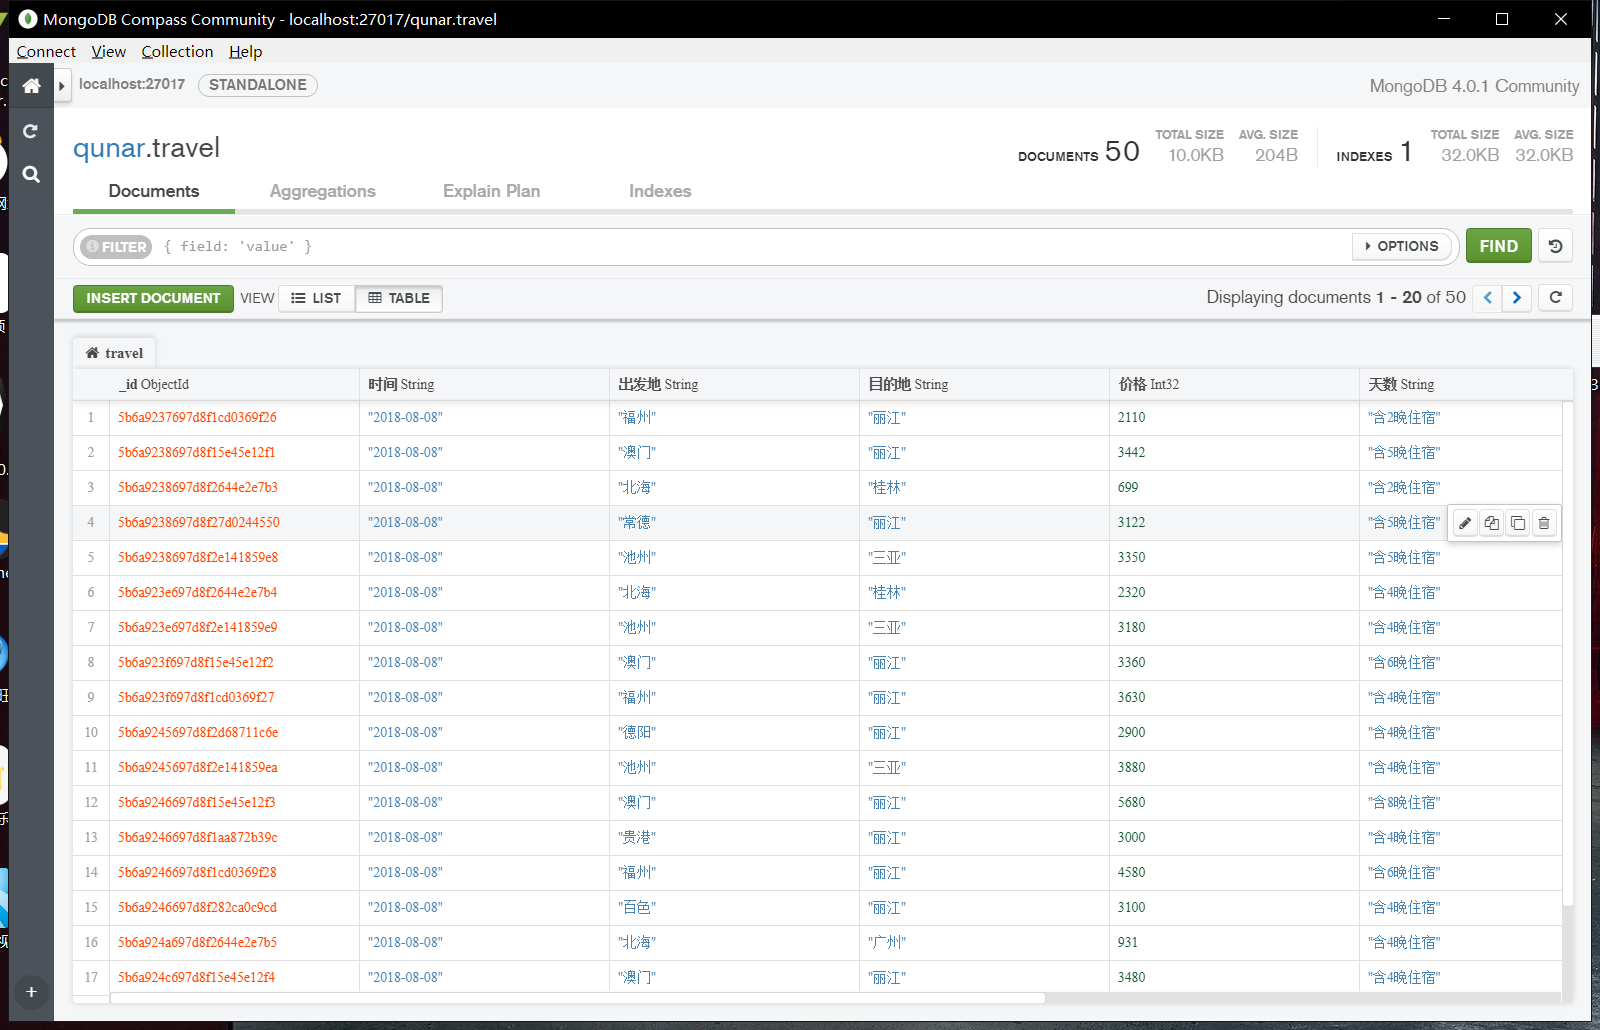 MongoDB Compass Community - localhost:27017/qunar.travel
Connect View Collection Help
localhost:27017 STANDALONE MongoDB 4.0.1 Community
qunar.travel
DOCUMENTS 50 TOTAL SIZE 10.0KB AVG. SIZE 204B INDEXES 1 TOTAL SIZE 32.0KB AVG. SIZE 32.0KB
Documents Aggregations Explain Plan Indexes
FILTER { field: 'value' } OPTIONS FIND
INSERT DOCUMENT VIEW LIST TABLE Displaying documents 1 - 20 of 50
travel
_id ObjectId 时间 String 出发地 String 目的地 String 价格 Int32 天数 String
1 5b6a9237697d8f1cd0369f26 "2018-08-08" "福州" "丽江" 2110 "含2晚住宿"
2 5b6a9238697d8f15e45e12f1 "2018-08-08" "澳门" "丽江" 3442 "含5晚住宿"
3 5b6a9238697d8f2644e2e7b3 "2018-08-08" "北海" "桂林" 699 "含2晚住宿"
4 5b6a9238697d8f27d0244550 "2018-08-08" "常德" "丽江" 3122 "含5晚住宿"
5 5b6a9238697d8f2e141859e8 "2018-08-08" "池州" "三亚" 3350 "含5晚住宿"
6 5b6a923e697d8f2644e2e7b4 "2018-08-08" "北海" "桂林" 2320 "含4晚住宿"
7 5b6a923e697d8f2e141859e9 "2018-08-08" "池州" "三亚" 3180 "含4晚住宿"
8 5b6a923f697d8f15e45e12f2 "2018-08-08" "澳门" "丽江" 3360 "含6晚住宿"
9 5b6a923f697d8f1cd0369f27 "2018-08-08" "福州" "丽江" 3630 "含4晚住宿"
10 5b6a9245697d8f2d68711c6e "2018-08-08" "德阳" "丽江" 2900 "含4晚住宿"
11 5b6a9245697d8f2e141859ea "2018-08-08" "池州" "三亚" 3880 "含4晚住宿"
12 5b6a9246697d8f15e45e12f3 "2018-08-08" "澳门" "丽江" 5680 "含8晚住宿"
13 5b6a9246697d8f1aa872b39c "2018-08-08" "贵港" "丽江" 3000 "含4晚住宿"
14 5b6a9246697d8f1cd0369f28 "2018-08-08" "福州" "丽江" 4580 "含6晚住宿"
15 5b6a9246697d8f282ca0c9cd "2018-08-08" "百色" "丽江" 3100 "含4晚住宿"
16 5b6a924a697d8f2644e2e7b5 "2018-08-08" "北海" "广州" 931 "含4晚住宿"
17 5b6a924c697d8f15e45e12f4 "2018-08-08" "澳门" "丽江" 3480 "含4晚住宿"